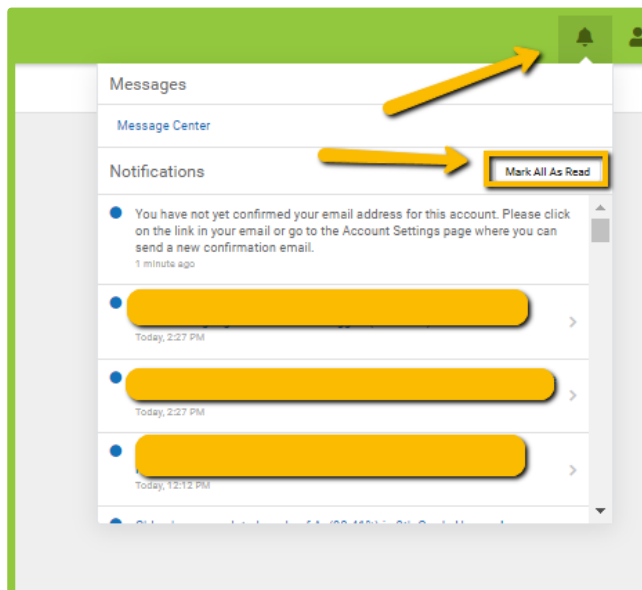 Messages
Message Center
Notifications
Mark All As Read
You have not yet confirmed your email address for this account. Please click
on the link in your email or go to the Account Settings page where you can
send a new confirmation email.
1 minute ago
Today, 2:27 PM
Today, 2:27 PM
Today, 12:12 PM